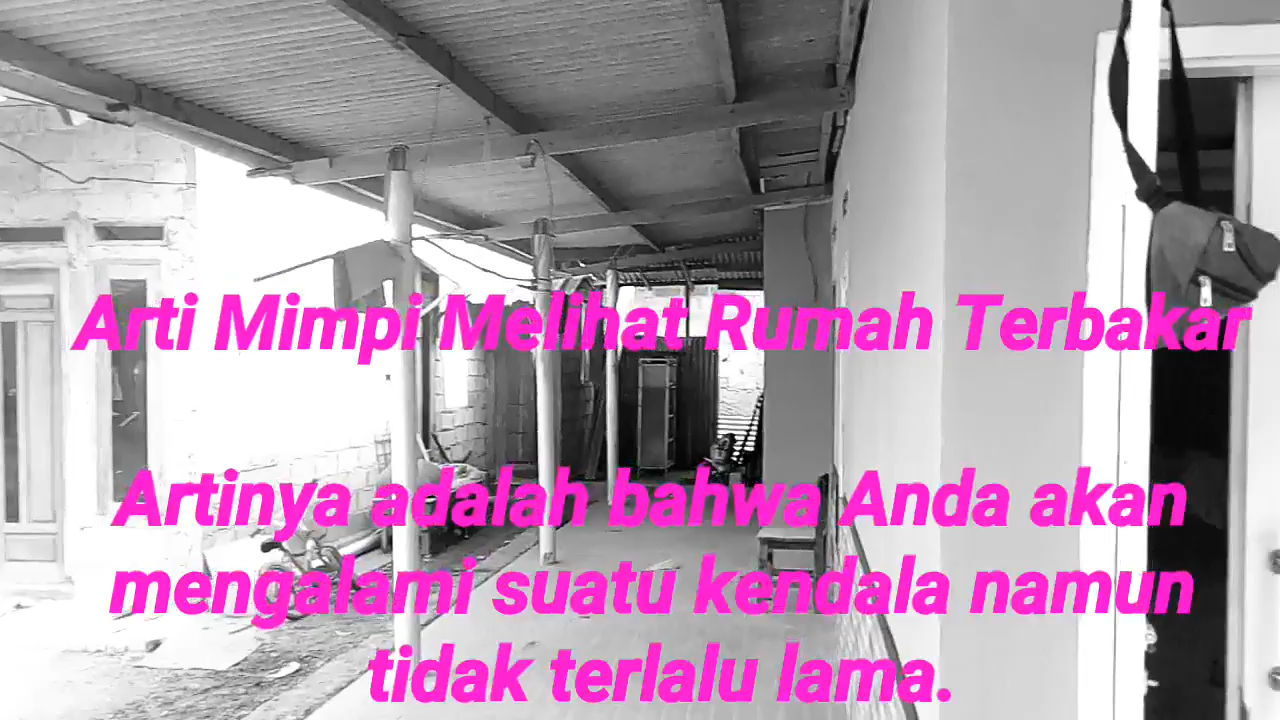 Arti Mimpi Melihat Rumah Terbakar
Artinya adalah bahwa Anda akan
mengalami suatu kendala namun
tidak terlalu lama.